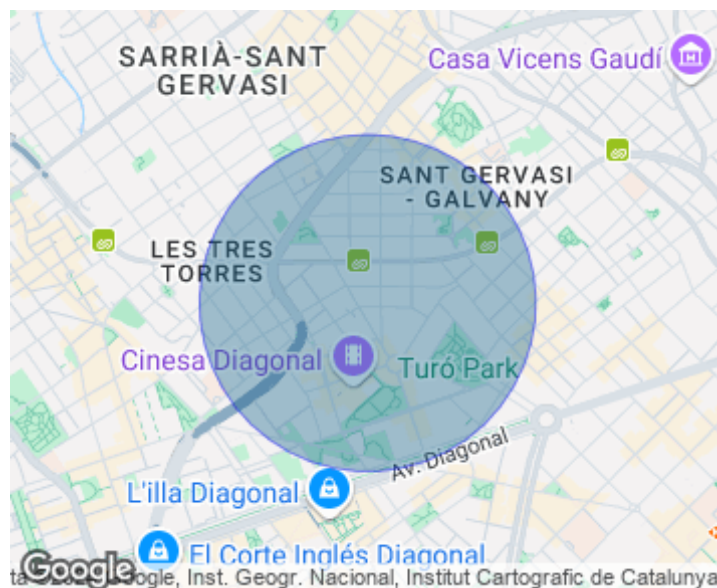 SARRIÀ-SANT
GERVASI
Casa Vicens Gaudí
SANT GERVASI
- GALVANY
LES TRES
TORRES
Cinesa Diagonal
Turó Park
Av. Diagonal
L'illa Diagonal
El Corte Inglés Diagonal
Google
Google, Inst. Geogr. Nacional, Institut Cartografic de Catalunya